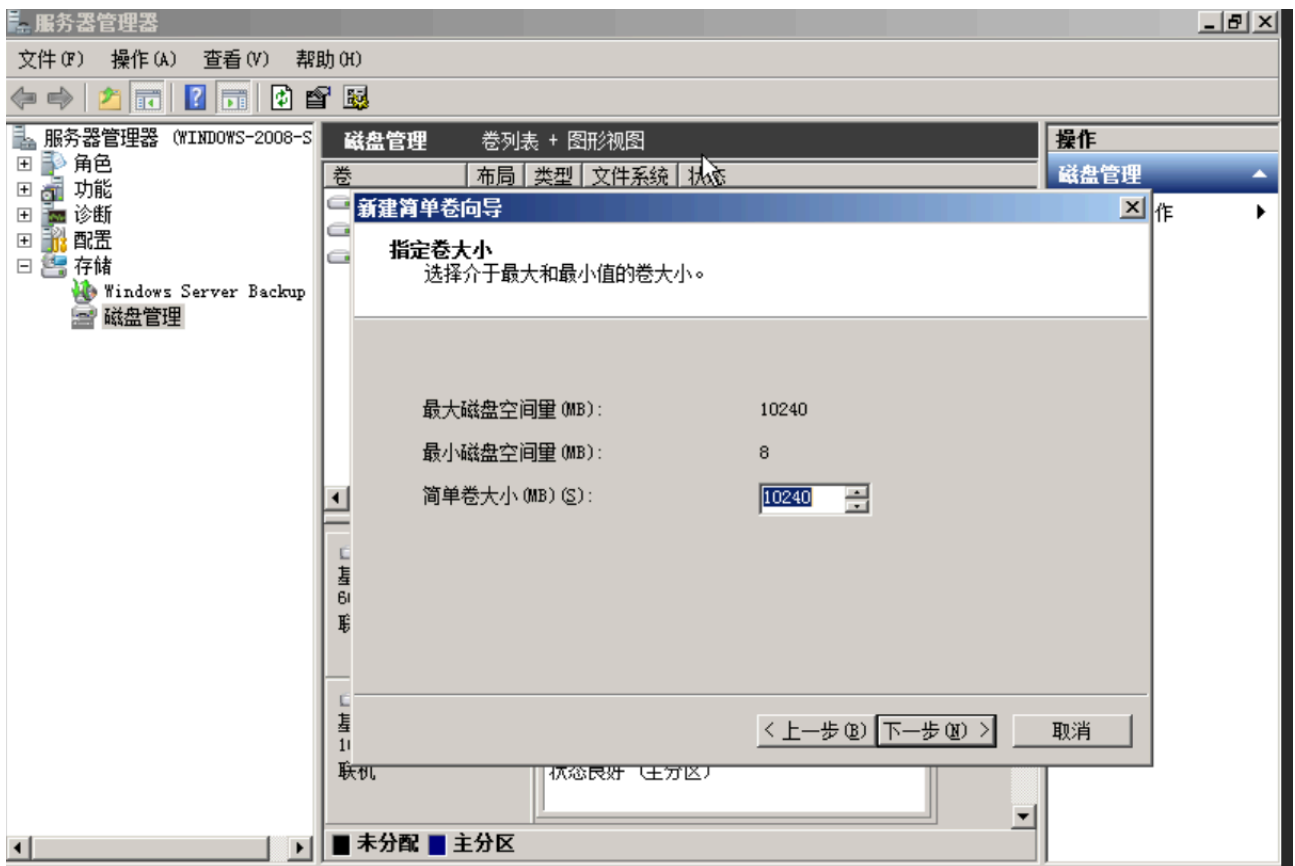 服务器管理器
文件(F) 操作(A) 查看(V) 帮助(H)
服务器管理器 (WINDOWS-2008-S
角色
功能
诊断
配置
存储
Windows Server Backup
磁盘管理
磁盘管理 卷列表 + 图形视图
卷 布局 类型 文件系统 状态
操作
磁盘管理
作
新建简单卷向导
指定卷大小
选择介于最大和最小值的卷大小。
最大磁盘空间量(MB): 10240
最小磁盘空间量(MB): 8
简单卷大小(MB)(S): 10240
< 上一步(B) 下一步(N) > 取消
基
联机
状态良好 (主分区)
未分配 主分区